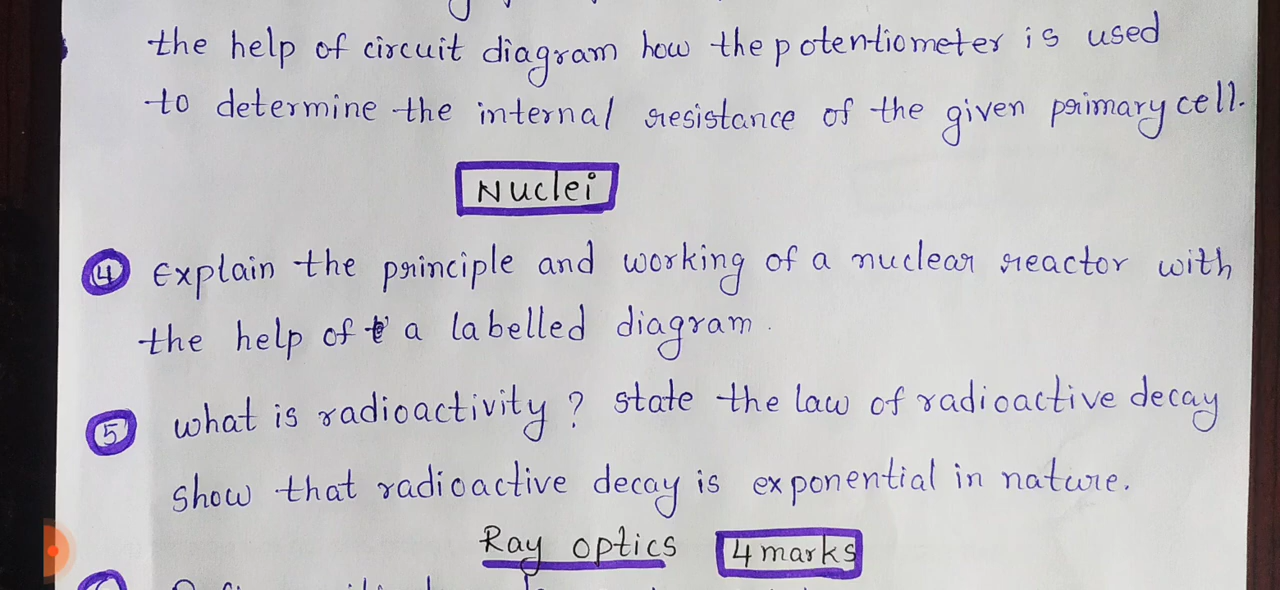 the help of circuit diagram how the potentiometer is used
to determine the internal resistance of the given primary cell.
Nuclei
4 Explain the principle and working of a nuclear reactor with
the help of a labelled diagram.
5 what is radioactivity? state the law of radioactive decay
show that radioactive decay is exponential in nature.
Ray optics 4 marks